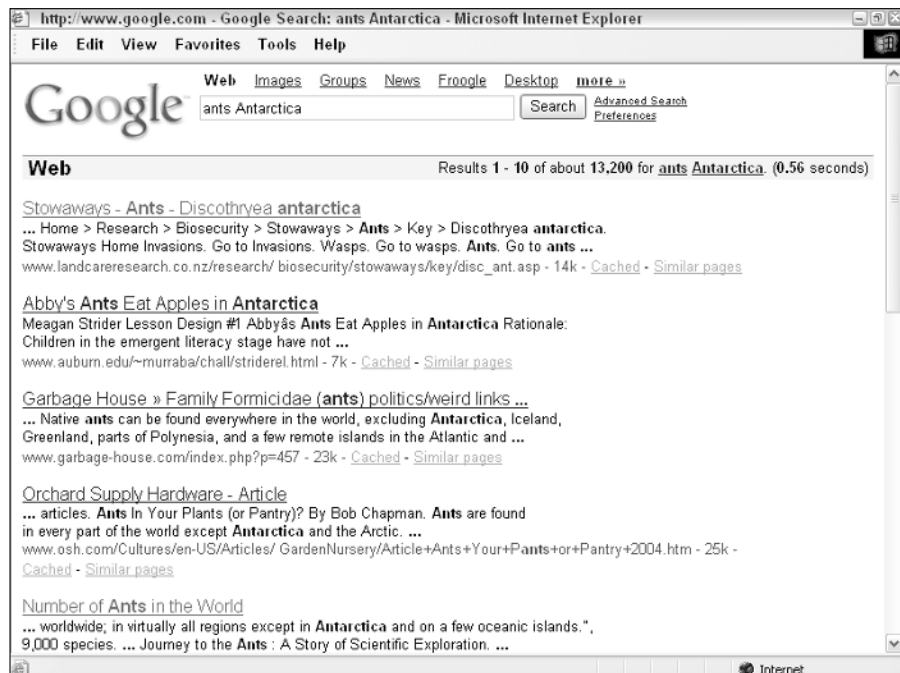 http://www.google.com - Google Search: ants Antarctica - Microsoft Internet Explorer
File Edit View Favorites Tools Help
Web Images Groups News Froogle Desktop more »
Google™
ants Antarctica Search Advanced Search
Preferences
Web Results 1 - 10 of about 13,200 for ants Antarctica. (0.56 seconds)
Stowaways - Ants - Discothryea antarctica
... Home > Research > Biosecurity > Stowaways > Ants > Key > Discothryea antarctica.
Stowaways Home Invasions. Go to Invasions. Wasps. Go to wasps. Ants. Go to ants ...
www.landcareresearch.co.nz/research/ biosecurity/stowaways/key/disc_ant.asp - 14k - Cached - Similar pages
Abby's Ants Eat Apples in Antarctica
Meagan Strider Lesson Design #1 Abbyâs Ants Eat Apples in Antarctica Rationale:
Children in the emergent literacy stage have not ...
www.auburn.edu/~murraba/chall/striderel.html - 7k - Cached - Similar pages
Garbage House » Family Formicidae (ants) politics/weird links ...
... Native ants can be found everywhere in the world, excluding Antarctica, Iceland,
Greenland, parts of Polynesia, and a few remote islands in the Atlantic and ...
www.garbage-house.com/index.php?p=457 - 23k - Cached - Similar pages
Orchard Supply Hardware - Article
... articles. Ants In Your Plants (or Pantry)? By Bob Chapman. Ants are found
in every part of the world except Antarctica and the Arctic. ...
www.osh.com/Cultures/en-US/Articles/ GardenNursery/Article+Ants+Your+Pants+or+Pantry+2004.htm - 25k -
Cached - Similar pages
Number of Ants in the World
... worldwide; in virtually all regions except in Antarctica and on a few oceanic islands.",
9,000 species. ... Journey to the Ants : A Story of Scientific Exploration. ...
Internet